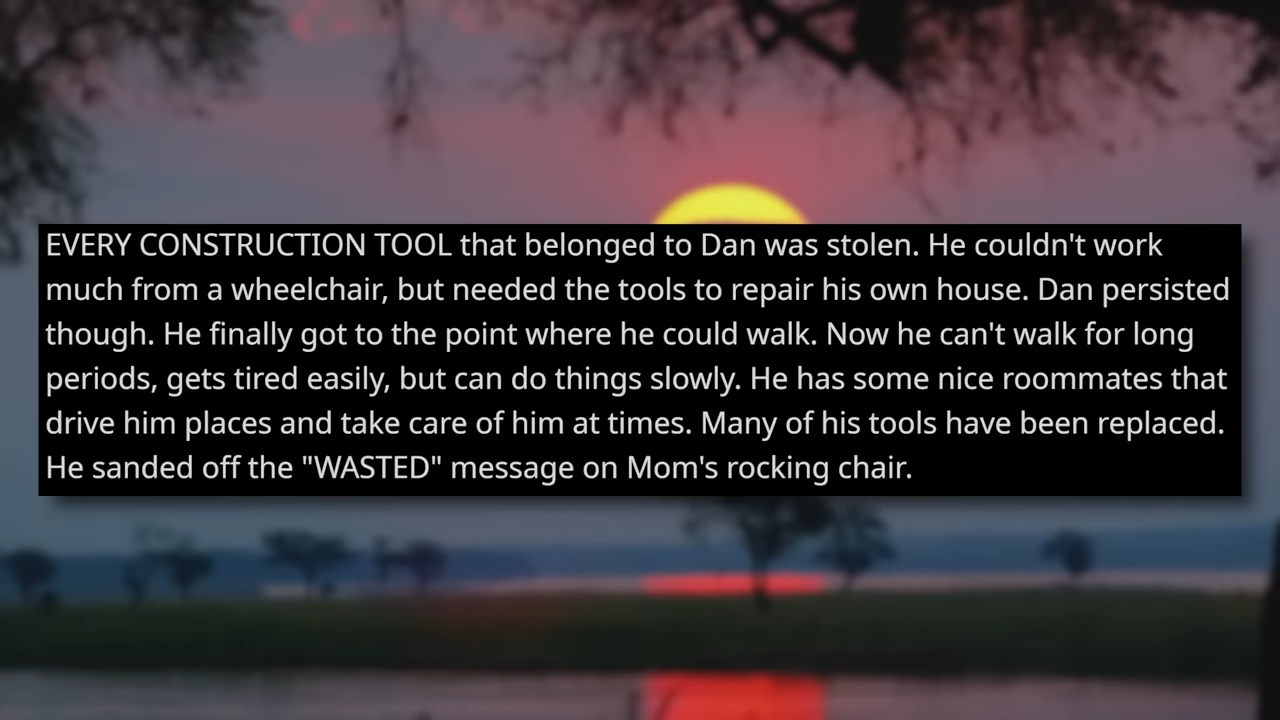 EVERY CONSTRUCTION TOOL that belonged to Dan was stolen. He couldn't work
much from a wheelchair, but needed the tools to repair his own house. Dan persisted
though. He finally got to the point where he could walk. Now he can't walk for long
periods, gets tired easily, but can do things slowly. He has some nice roommates that
drive him places and take care of him at times. Many of his tools have been replaced.
He sanded off the "WASTED" message on Mom's rocking chair.